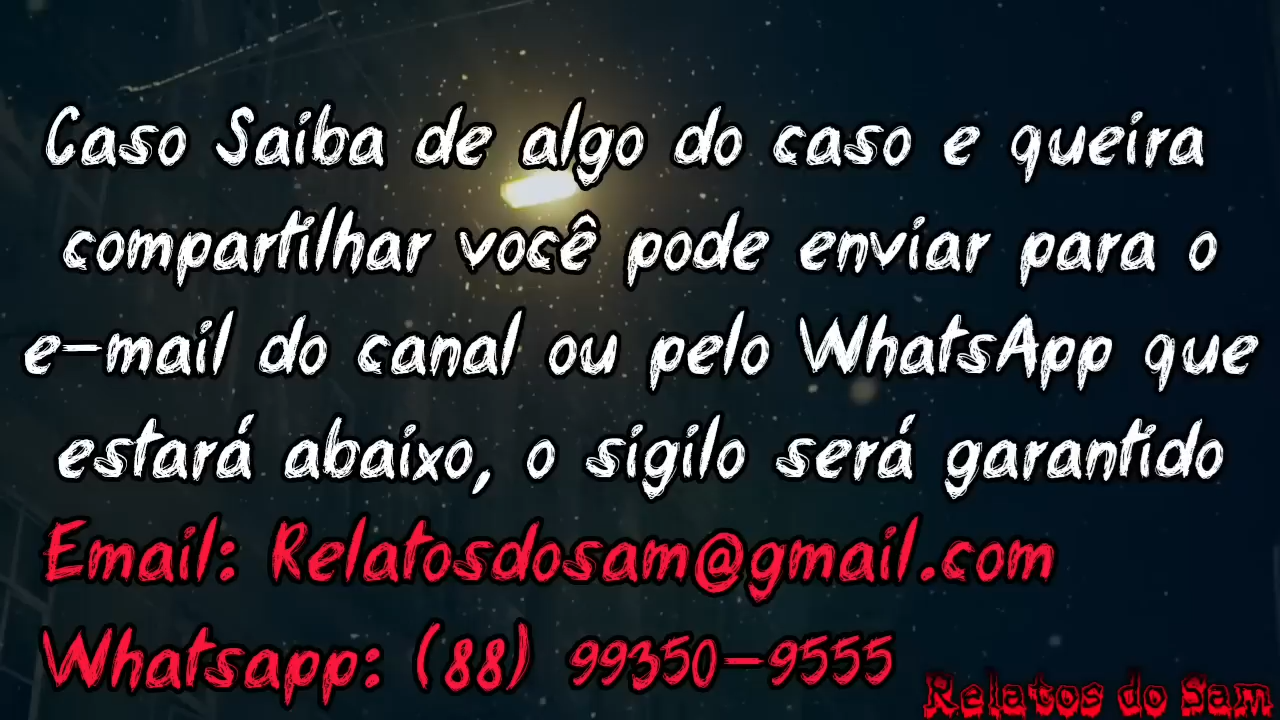 Caso Saiba de algo do caso e queira
compartilhar você pode enviar para o
e-mail do canal ou pelo WhatsApp que
estará abaixo, o sigilo será garantido
Email: Relatosdosam@gmail.com
Whatsapp: (88) 99350-9555
Relatos do Sam